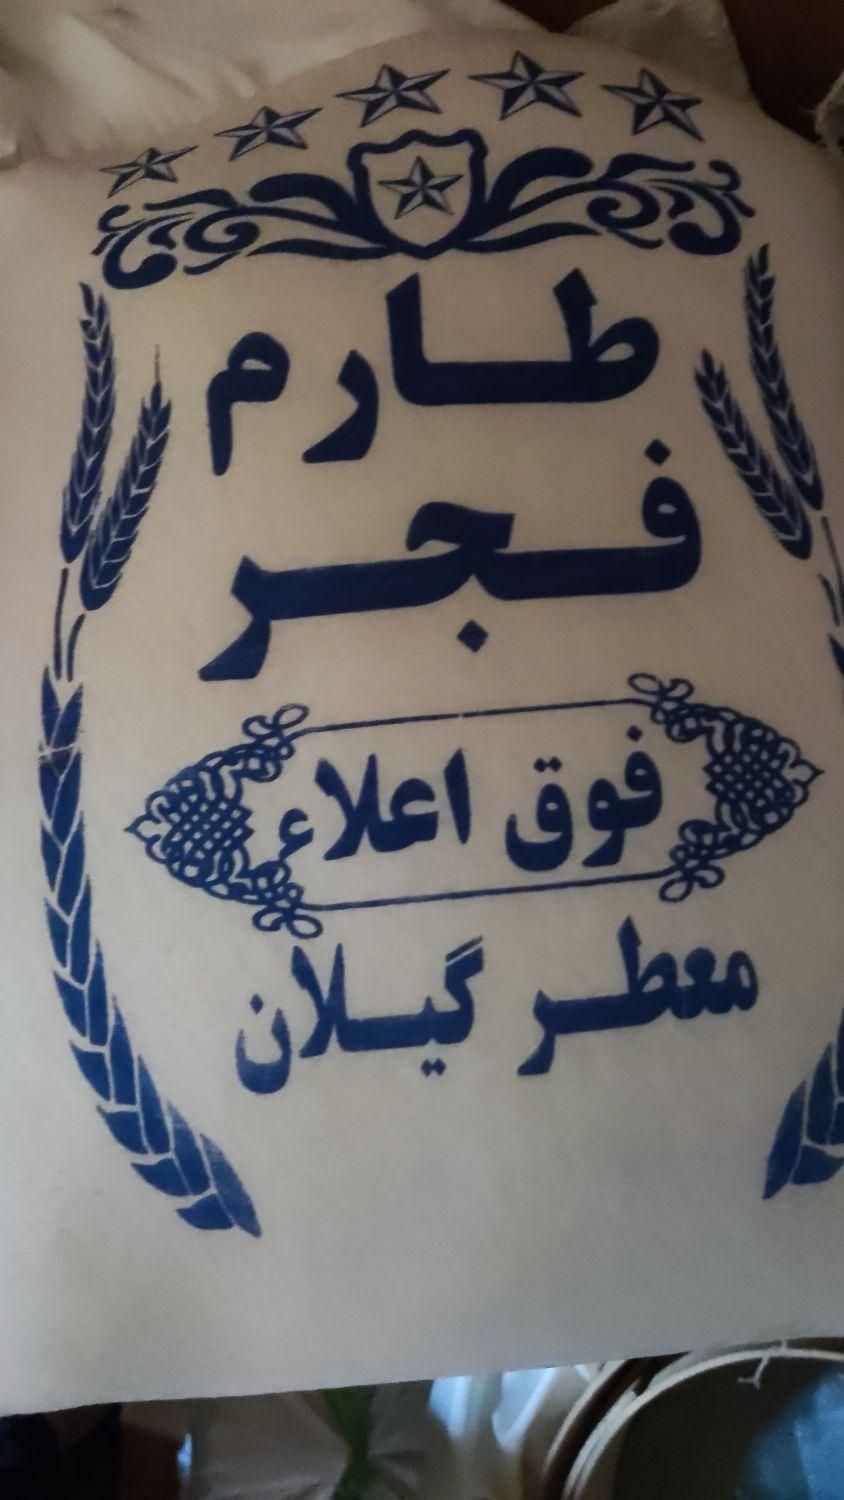 طارم
فجر
فوق اعلاء
معطر گیلان